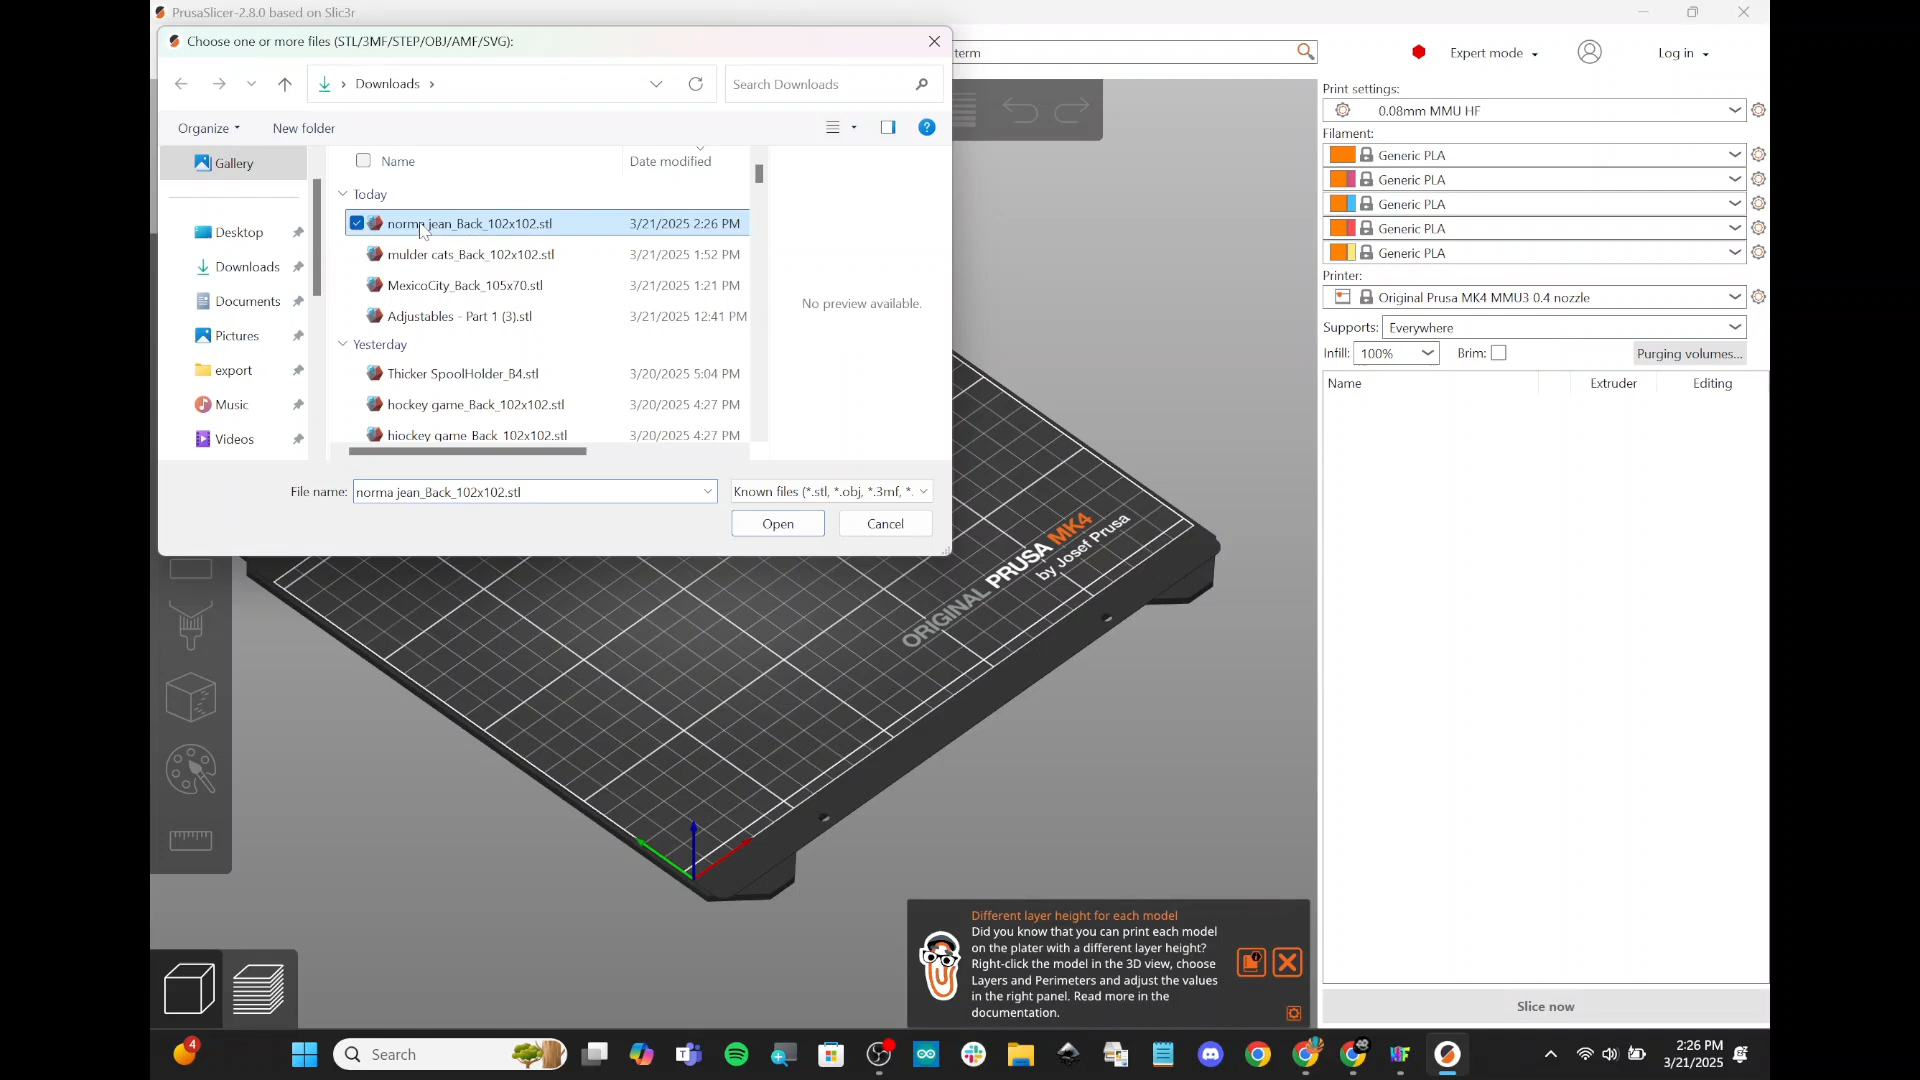 PrusaSlicer-2.8.0 based on Slic3r
Choose one or more files (STL/3MF/STEP/OBJ/AMF/SVG):
term
Expert mode
Log in
Downloads
Search Downloads
Organize
New folder
Gallery
Desktop
Downloads
Documents
Pictures
export
Music
Videos
Name
Date modified
Today
norma jean_Back_102x102.stl 3/21/2025 2:26 PM
mulder cats_Back_102x102.stl 3/21/2025 1:52 PM
MexicoCity_Back_105x70.stl 3/21/2025 1:21 PM
Adjustables - Part 1 (3).stl 3/21/2025 12:41 PM
Yesterday
Thicker SpoolHolder_B4.stl 3/20/2025 5:04 PM
hockey game_Back_102x102.stl 3/20/2025 4:27 PM
hiockey game_Back_102x102.stl 3/20/2025 4:27 PM
No preview available.
File name: norma jean_Back_102x102.stl
Known files (*.stl, *.obj, *.3mf, *.
Open
Cancel
Print settings:
0.08mm MMU HF
Filament:
Generic PLA
Generic PLA
Generic PLA
Generic PLA
Generic PLA
Printer:
Original Prusa MK4 MMU3 0.4 nozzle
Supports: Everywhere
Infill: 100% Brim: Purging volumes...
Name Extruder Editing
ORIGINAL PRUSA MK4
by Josef Prusa
Different layer height for each model
Did you know that you can print each model
on the plater with a different layer height?
Right-click the model in the 3D view, choose
Layers and Perimeters and adjust the values
in the right panel. Read more in the
documentation.
Slice now
4
Search
2:26 PM
3/21/2025